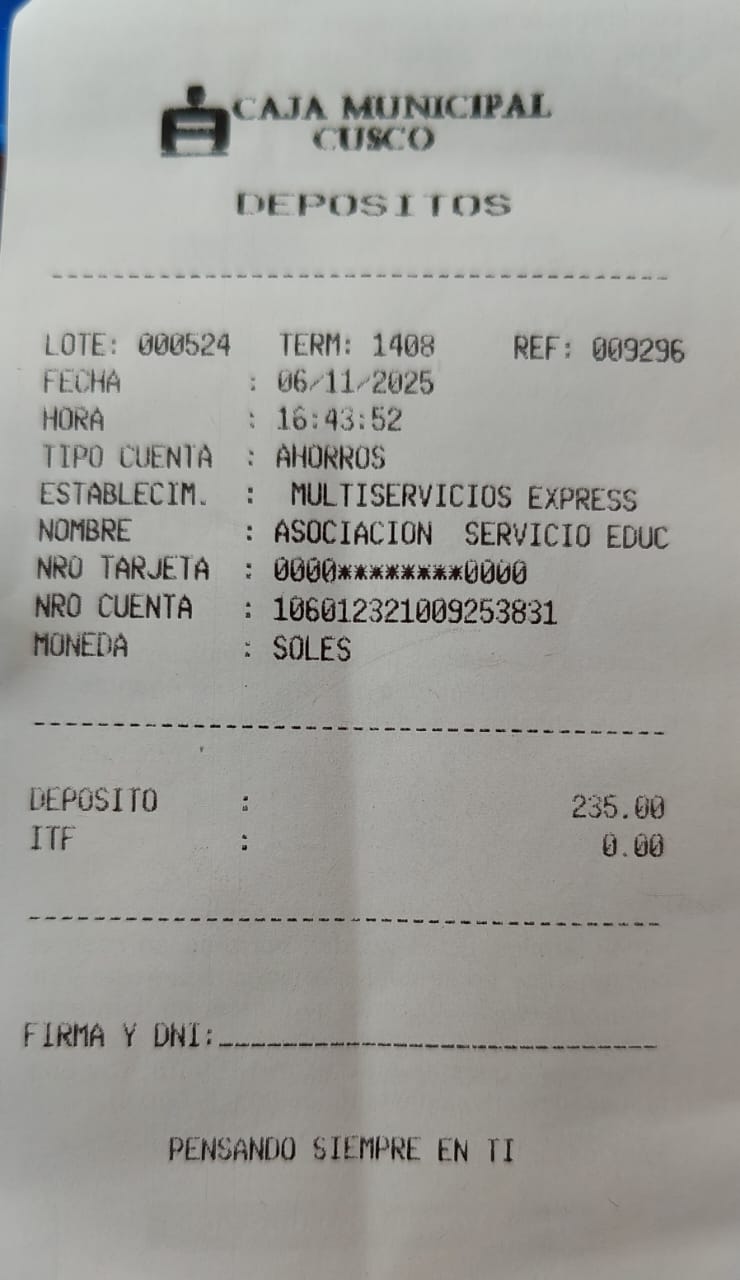 CAJA MUNICIPAL
CUSCO
DEPOSITOS
LOTE: 000524 TERM: 1408 REF: 009296
FECHA : 06/11/2025
HORA : 16:43:52
TIPO CUENTA : AHORROS
ESTABLECIM. : MULTISERVICIOS EXPRESS
NOMBRE : ASOCIACION SERVICIO EDUC
NRO TARJETA : 0000********0000
NRO CUENTA : 106012321009253831
MONEDA : SOLES
DEPOSITO : 235.00
ITF : 0.00
FIRMA Y DNI:
PENSANDO SIEMPRE EN TI